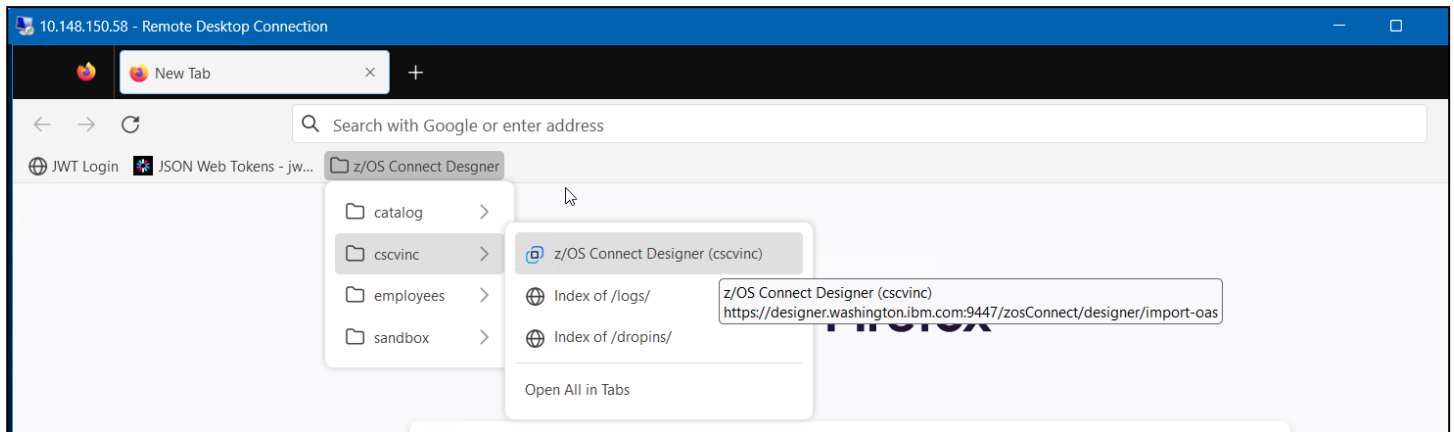 10.148.150.58 - Remote Desktop Connection
New Tab
Search with Google or enter address
JWT Login JSON Web Tokens - jw... z/OS Connect Desgner
catalog
cscvinc
employees
sandbox
z/OS Connect Designer (cscvinc)
Index of /logs/
Index of /dropins/
Open All in Tabs
z/OS Connect Designer (cscvinc)
https://designer.washington.ibm.com:9447/zosConnect/designer/import-oas